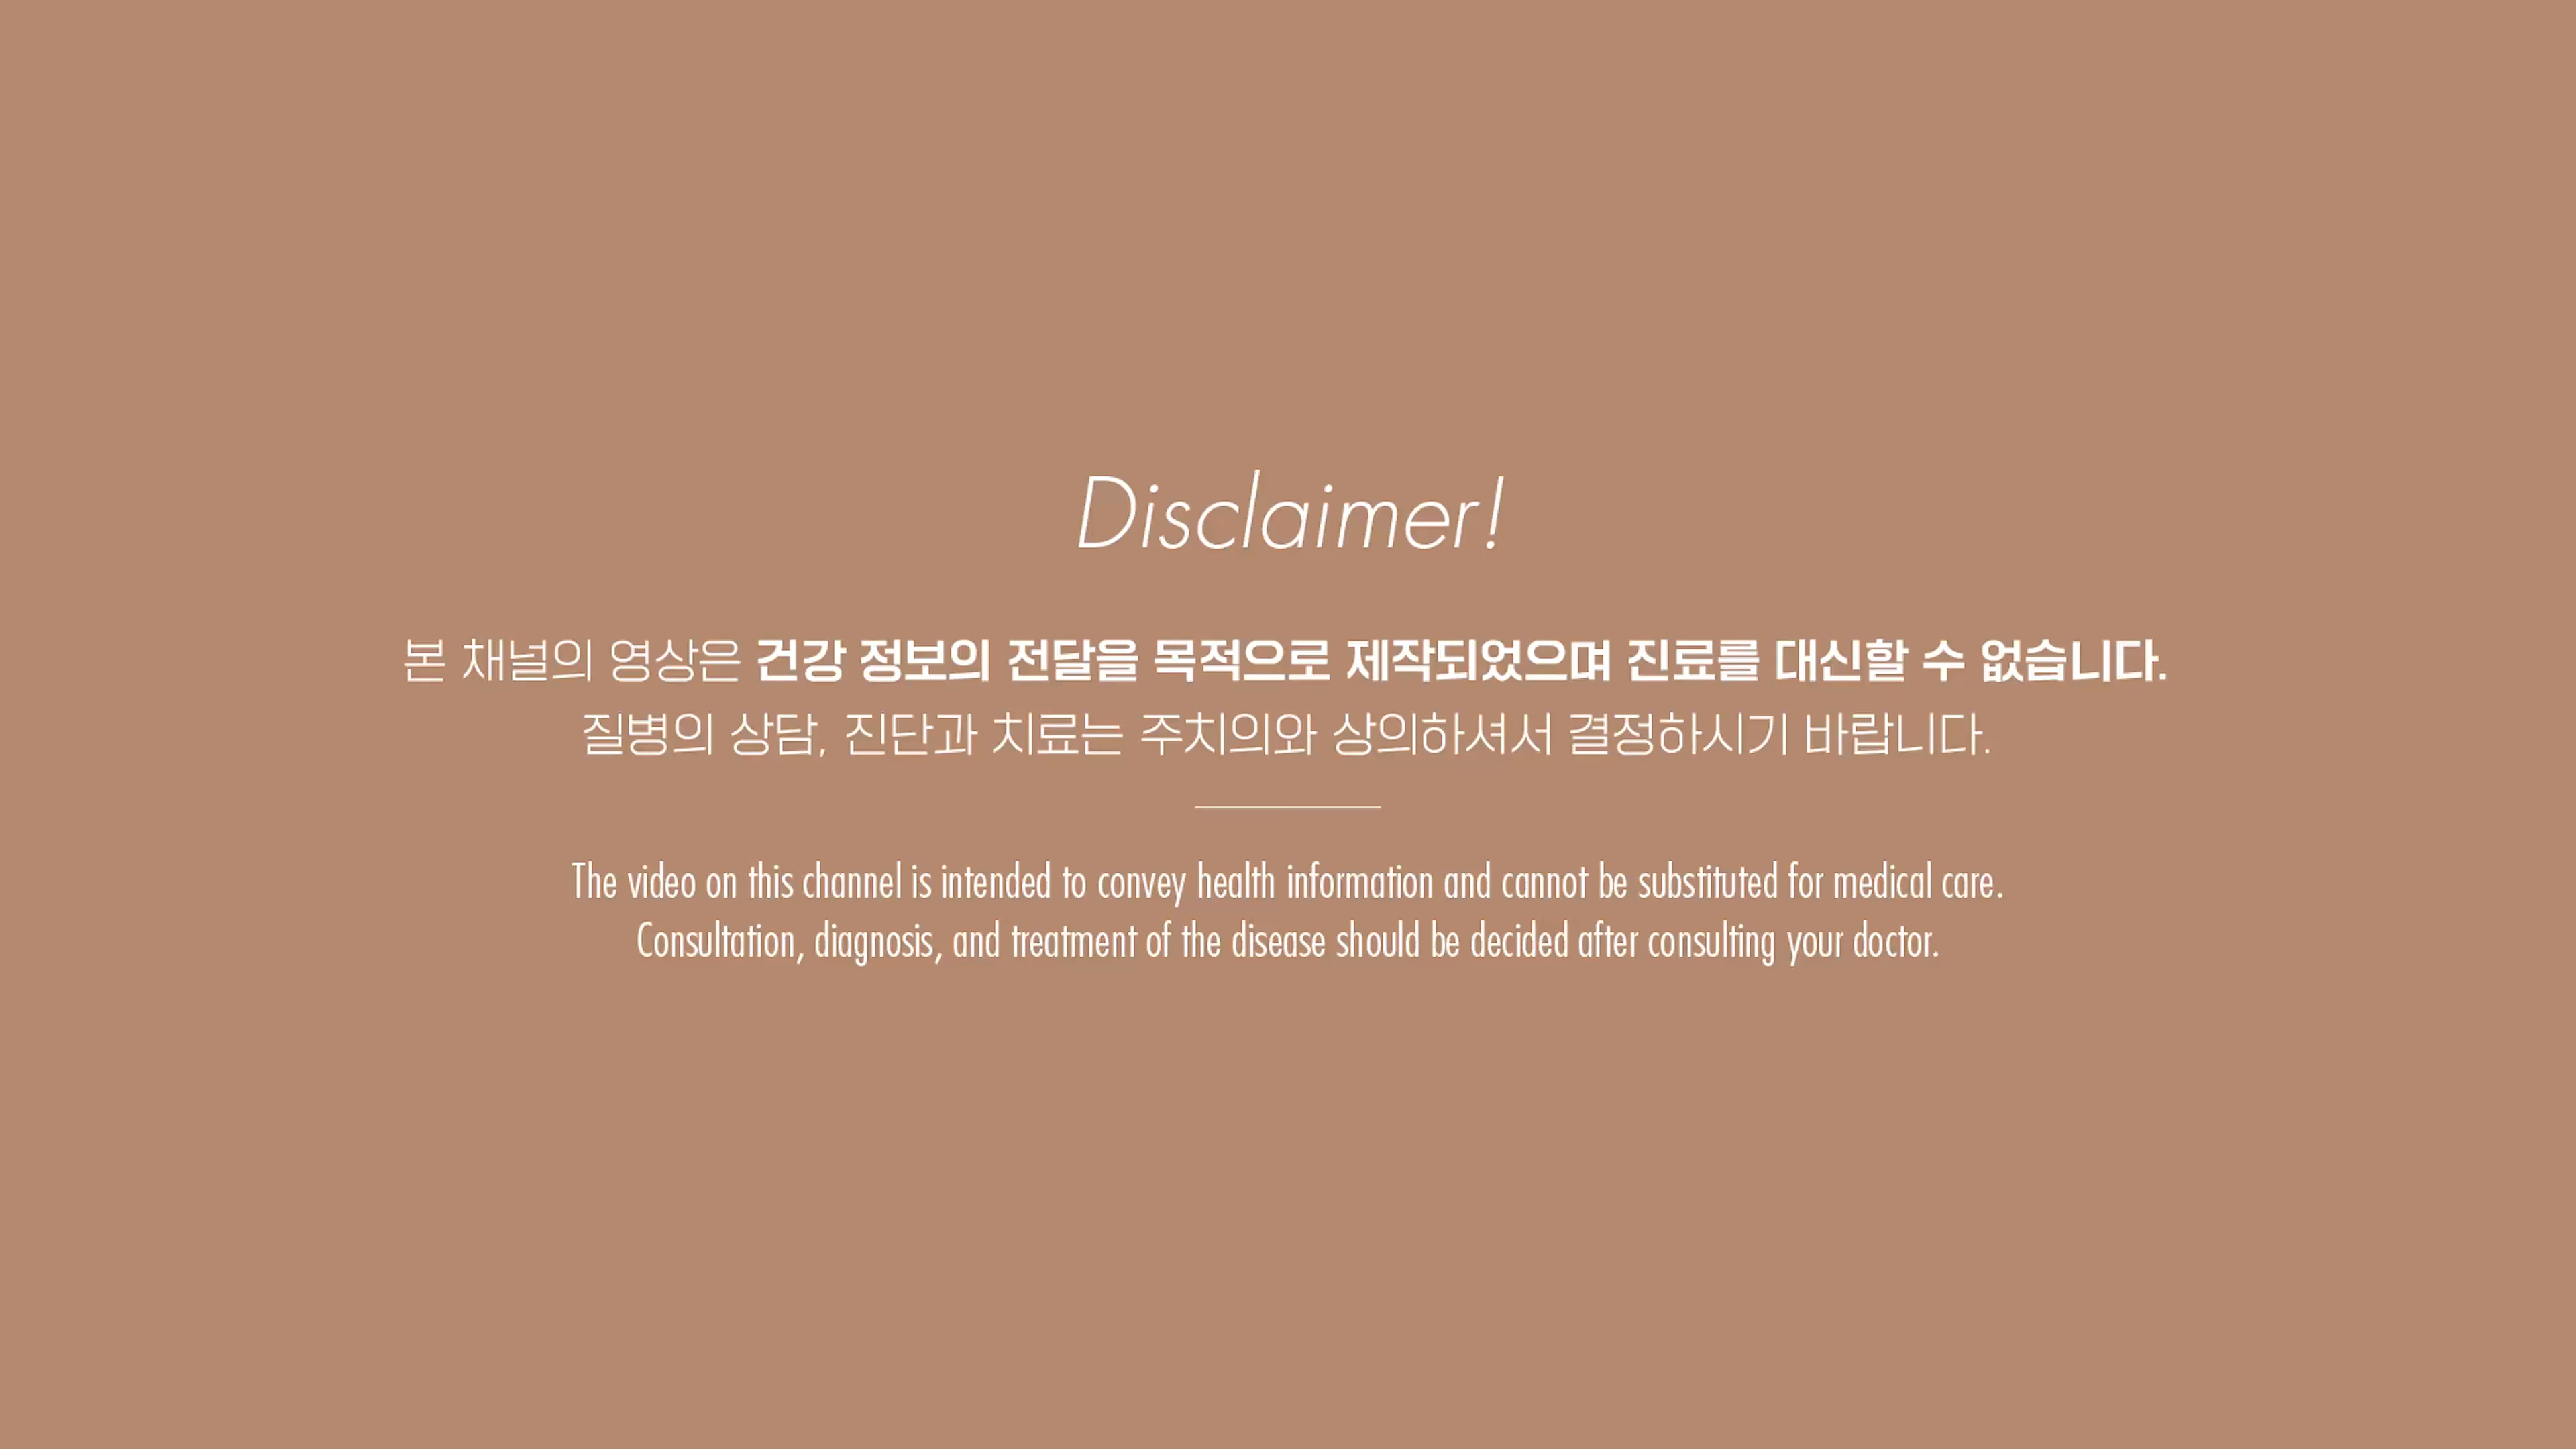 Disclaimer!
본 채널의 영상은 건강 정보의 전달을 목적으로 제작되었으며 진료를 대신할 수 없습니다.
질병의 상담, 진단과 치료는 주치의와 상의하셔서 결정하시기 바랍니다.
The video on this channel is intended to convey health information and cannot be substituted for medical care.
Consultation, diagnosis, and treatment of the disease should be decided after consulting your doctor.